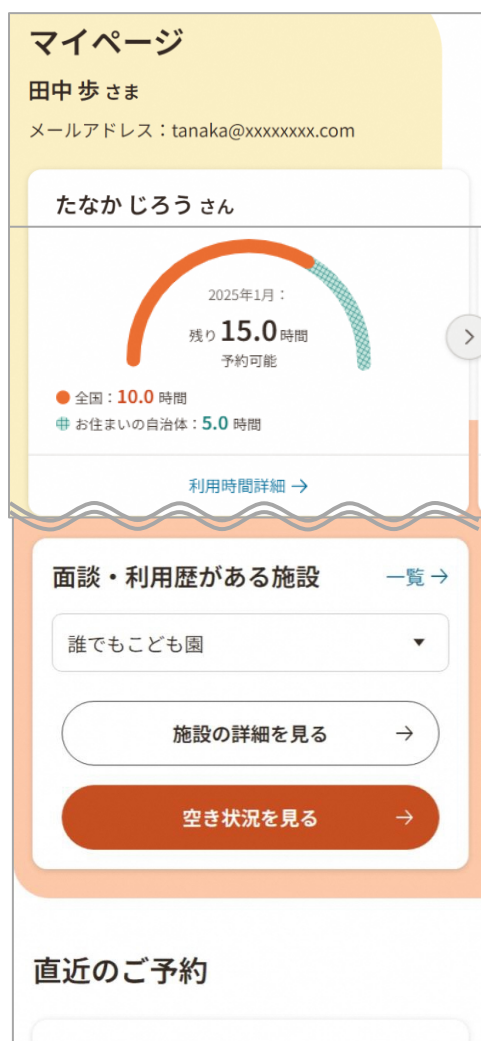 マイページ
田中 歩 さま
メールアドレス：tanaka@xxxxxxxx.com
たなか じろう さん
2025年1月：
残り 15.0 時間
予約可能
全国：10.0 時間
お住まいの自治体：5.0 時間
利用時間詳細 →
面談・利用歴がある施設 一覧 →
誰でもこども園
施設の詳細を見る →
空き状況を見る →
直近のご予約